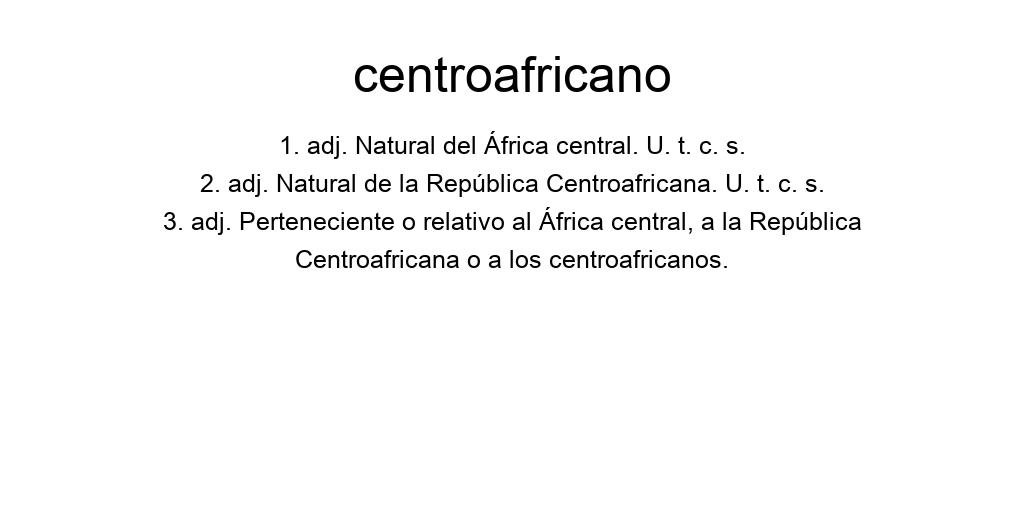 centroafricano
1. adj. Natural del África central. U. t. c. s.
2. adj. Natural de la República Centroafricana. U. t. c. s.
3. adj. Perteneciente o relativo al África central, a la República
Centroafricana o a los centroafricanos.